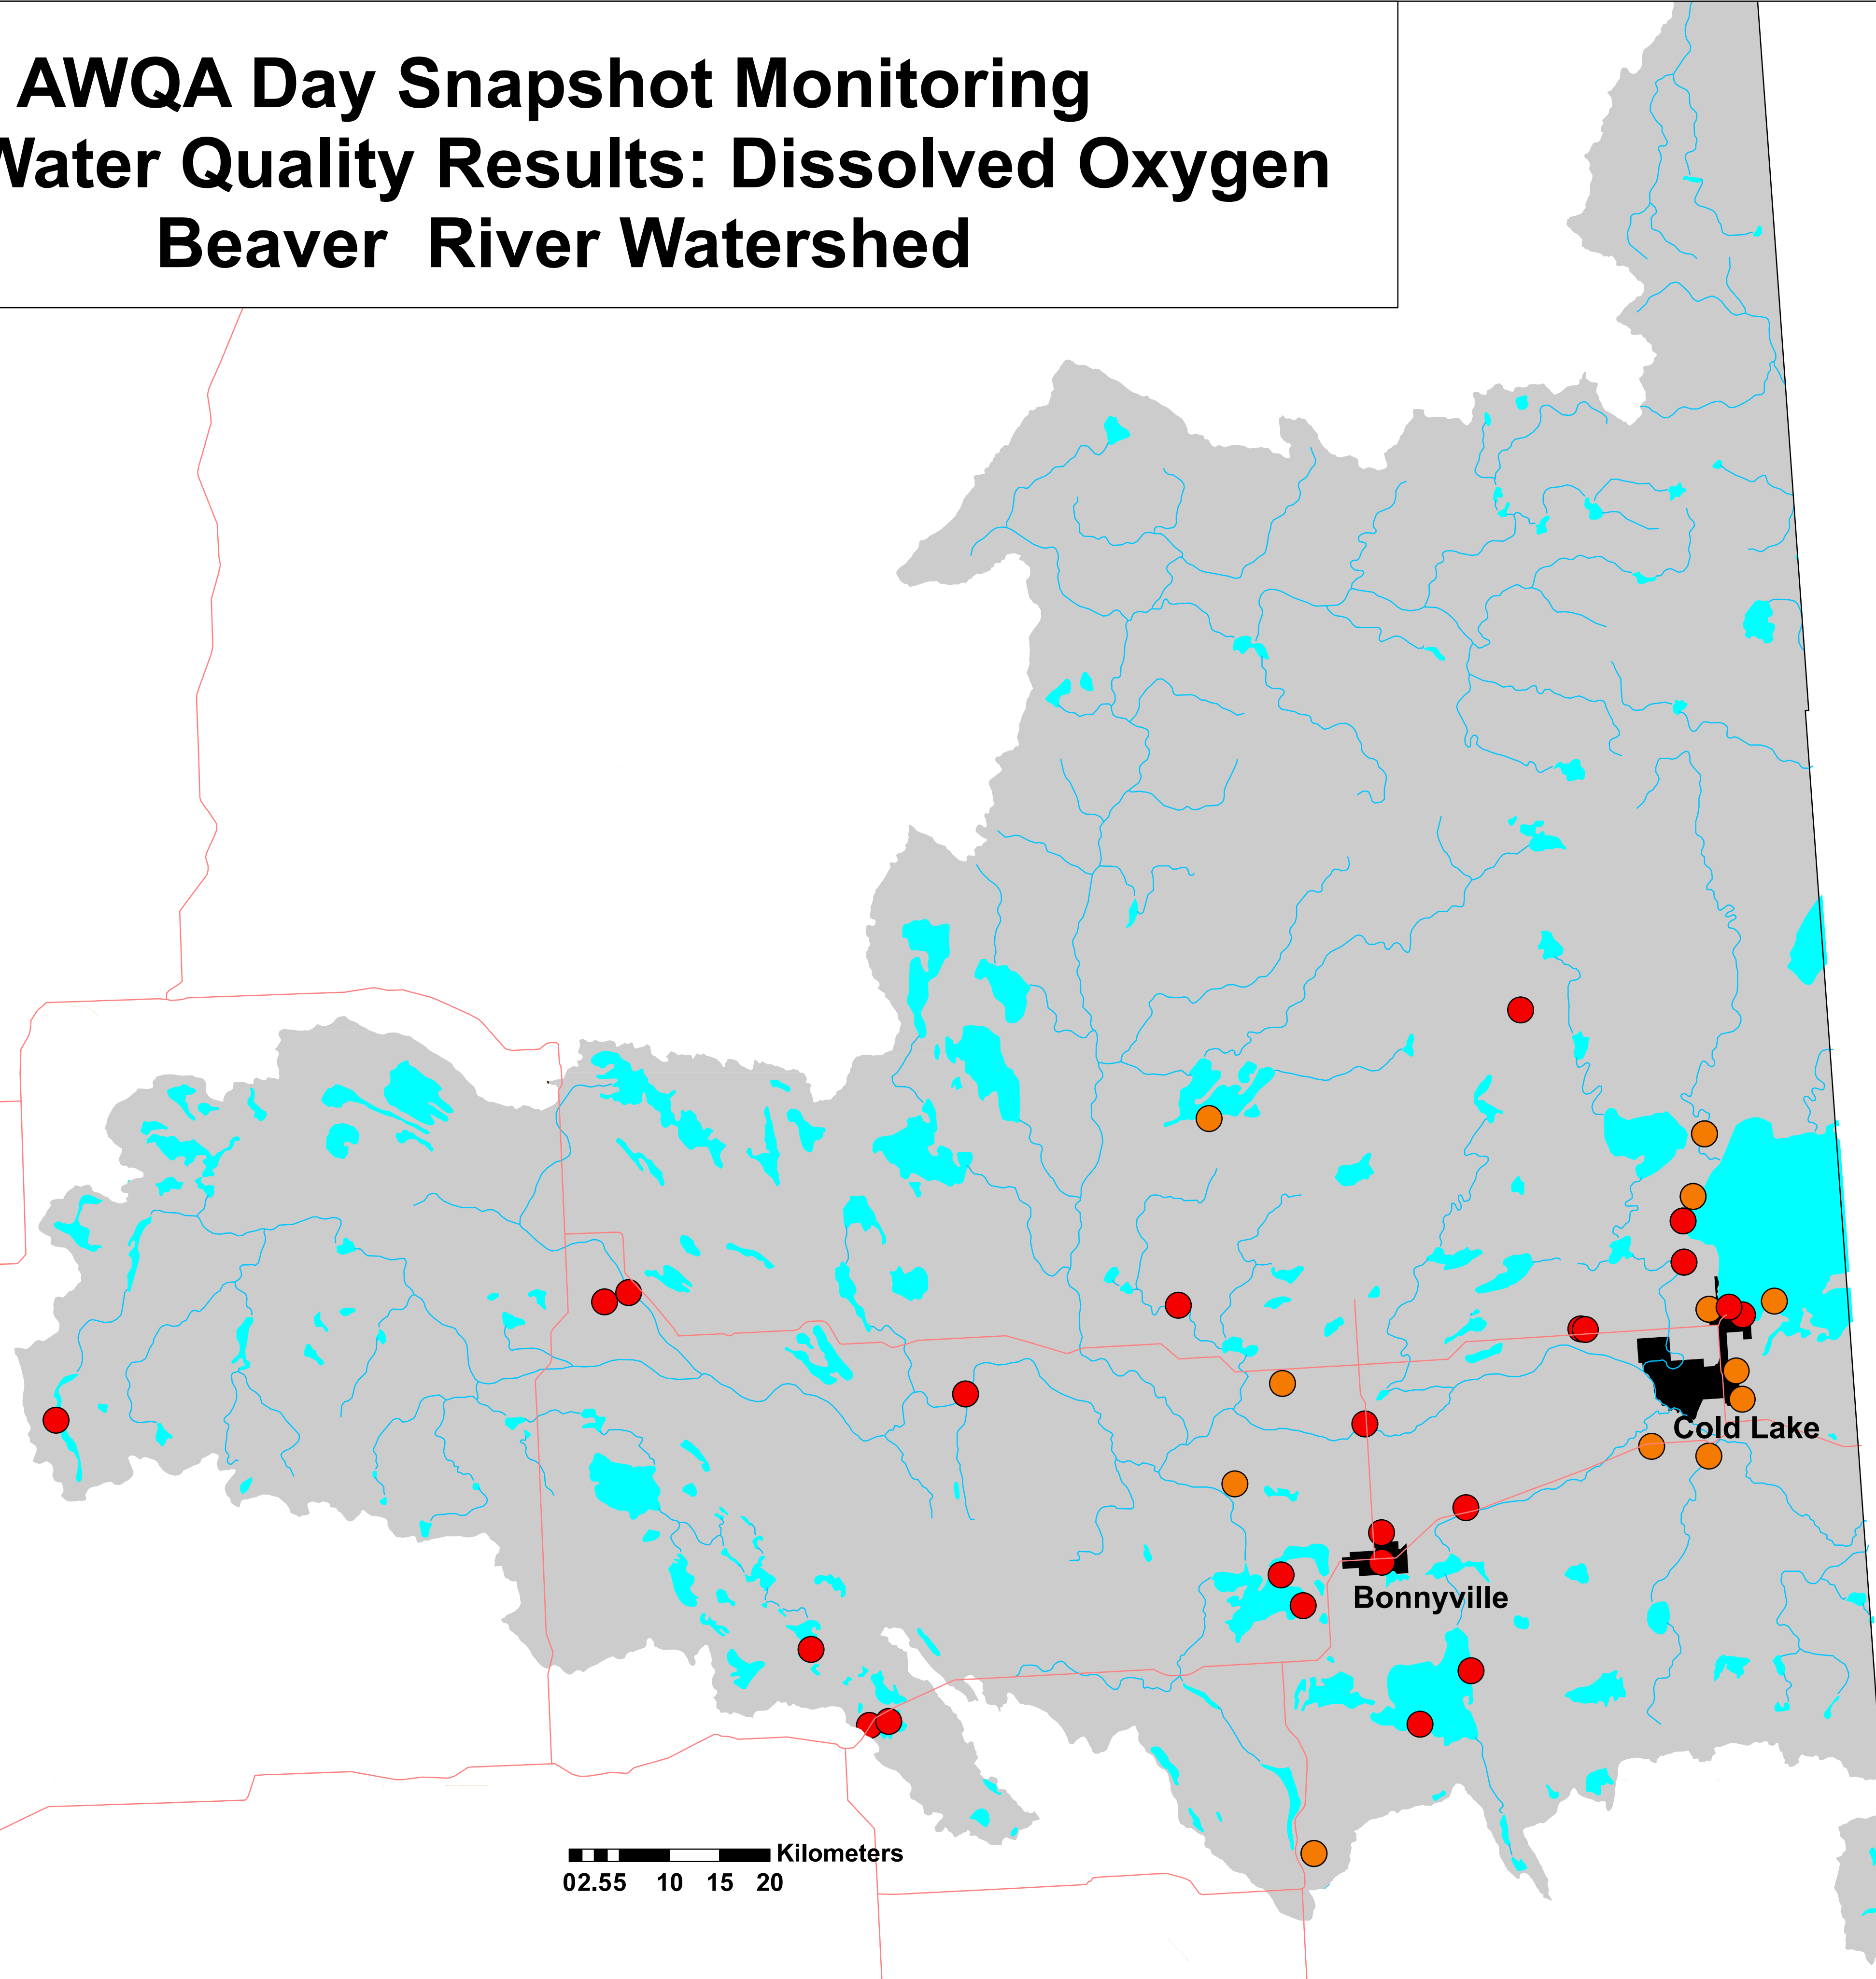 AWQA Day Snapshot Monitoring
Water Quality Results: Dissolved Oxygen
Beaver River Watershed
Cold Lake
Bonnyville
Kilometers
02.55 10 15 20